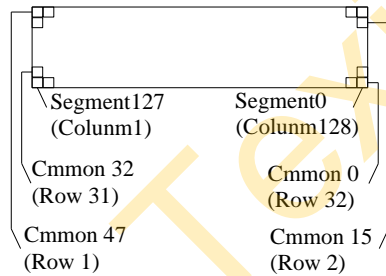 Segment127
(Colunm1)
Segment0
(Colunm128)
Cmmon 32
(Row 31)
Cmmon 0
(Row 32)
Cmmon 47
(Row 1)
Cmmon 15
(Row 2)